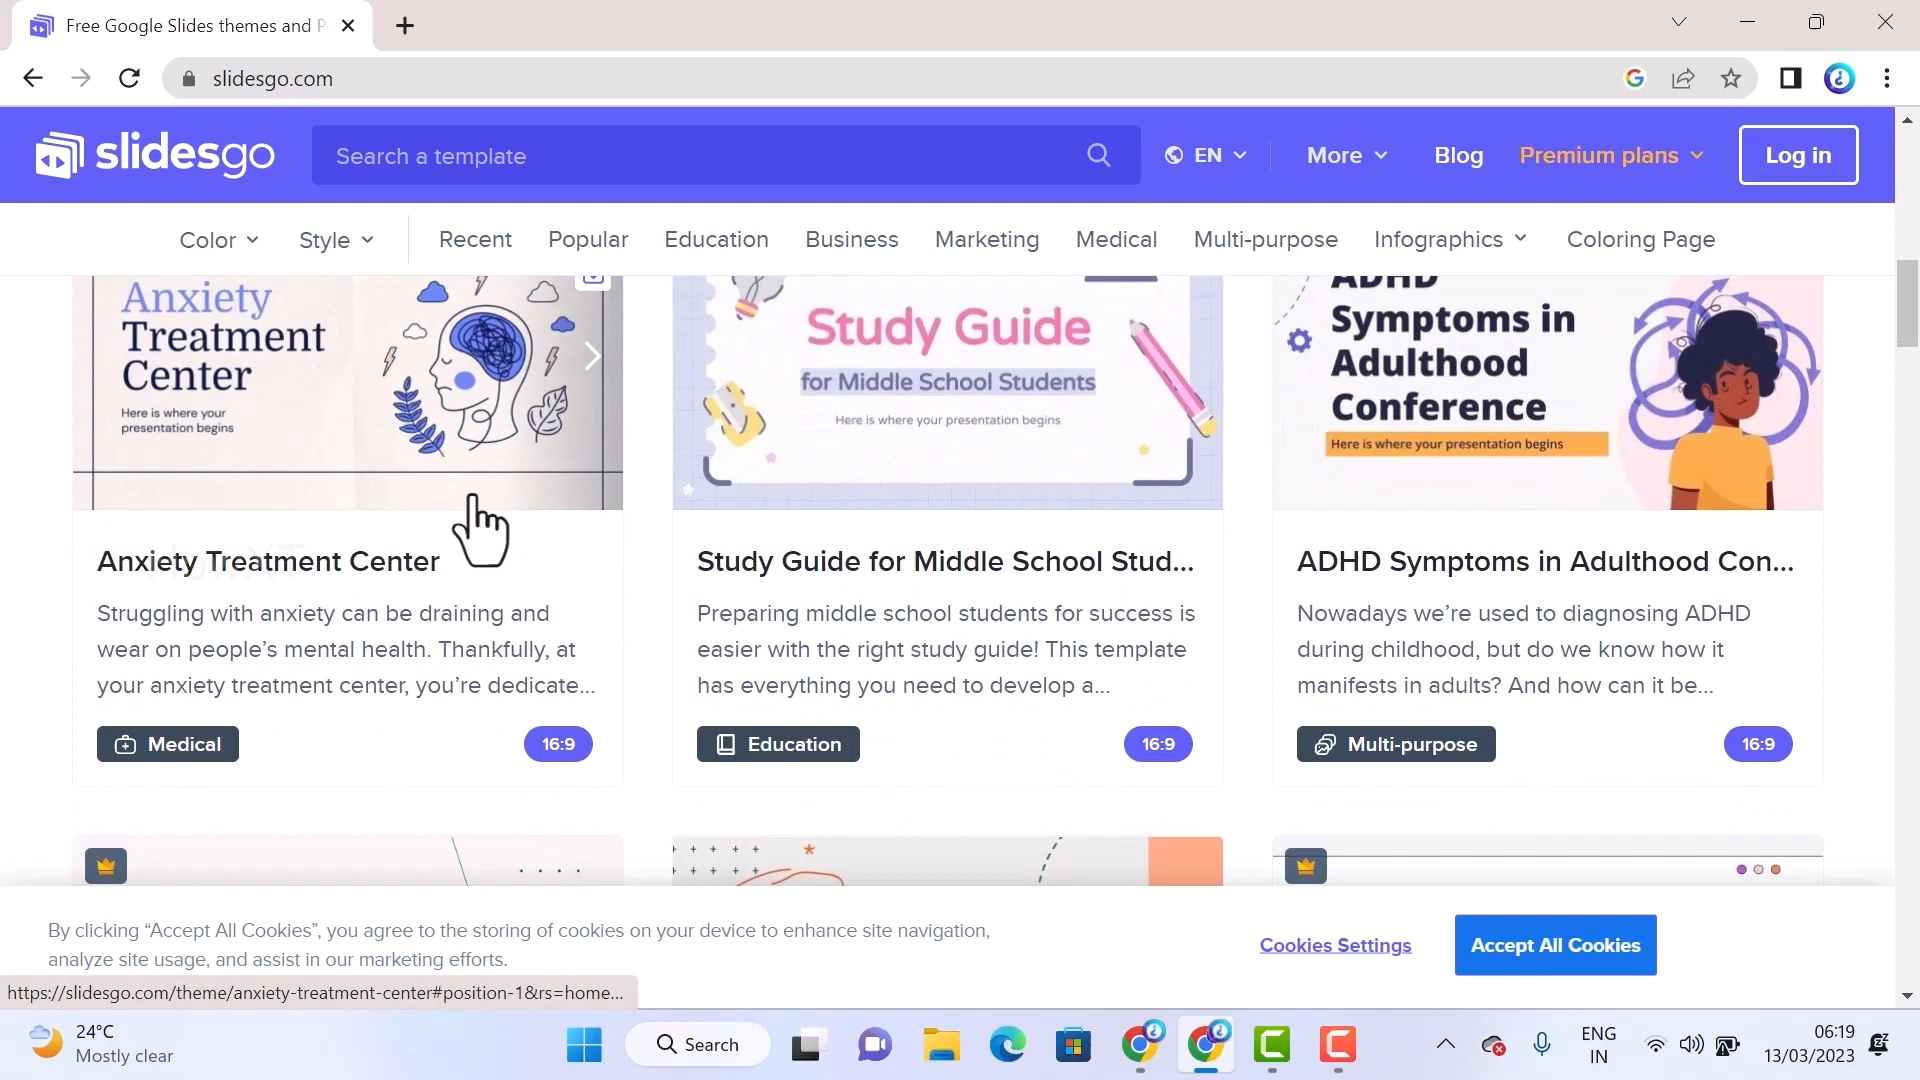 Free Google Slides themes and P
slidesgo.com
slidesgo
Search a template
EN
More
Blog
Premium plans
Log in
Color
Style
Recent
Popular
Education
Business
Marketing
Medical
Multi-purpose
Infographics
Coloring Page
Anxiety
Treatment
Center
Here is where your
presentation begins
Study Guide
for Middle School Students
Here is where your presentation begins
ADHD
Symptoms in
Adulthood
Conference
Here is where your presentation begins
Anxiety Treatment Center
Struggling with anxiety can be draining and
wear on people’s mental health. Thankfully, at
your anxiety treatment center, you’re dedicate...
Medical
16:9
Study Guide for Middle School Stud...
Preparing middle school students for success is
easier with the right study guide! This template
has everything you need to develop a...
Education
16:9
ADHD Symptoms in Adulthood Con...
Nowadays we’re used to diagnosing ADHD
during childhood, but do we know how it
manifests in adults? And how can it be...
Multi-purpose
16:9
By clicking “Accept All Cookies”, you agree to the storing of cookies on your device to enhance site navigation,
analyze site usage, and assist in our marketing efforts.
Cookies Settings
Accept All Cookies
https://slidesgo.com/theme/anxiety-treatment-center#position-1&rs=home...
24°C
Mostly clear
Search
ENG
IN
06:19
13/03/2023